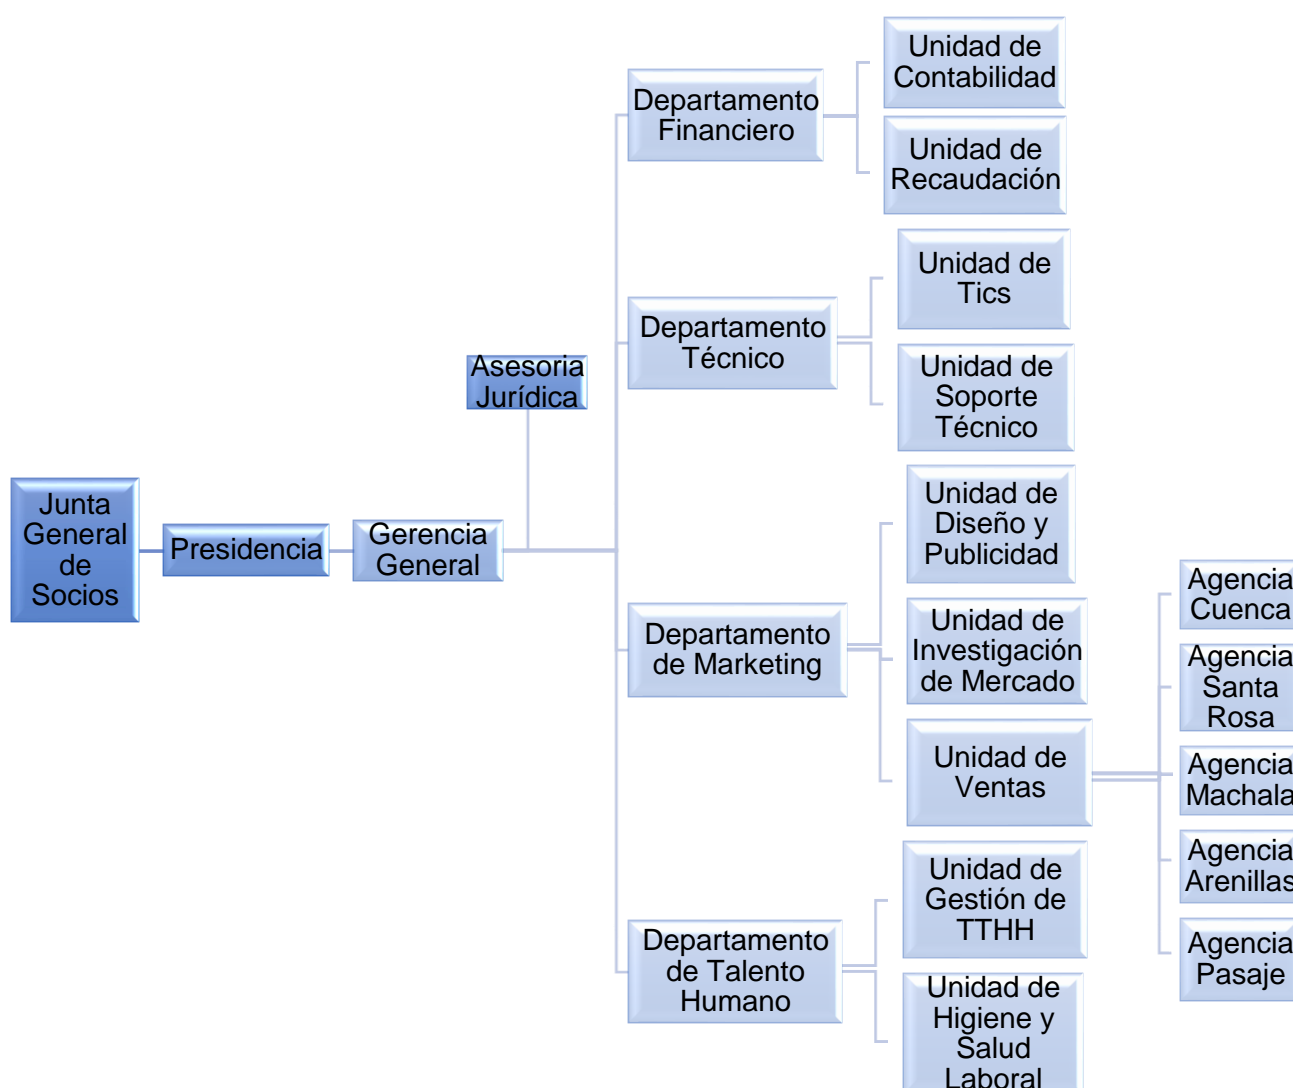 Junta
General
de
Socios
Presidencia
Gerencia
General
Asesoria
Jurídica
Departamento
Financiero
Unidad de
Contabilidad
Unidad de
Recaudación
Departamento
Técnico
Unidad de
Tics
Unidad de
Soporte
Técnico
Departamento
de Marketing
Unidad de
Diseño y
Publicidad
Unidad de
Investigación
de Mercado
Unidad de
Ventas
Agencia
Cuenca
Agencia
Santa
Rosa
Agencia
Machala
Agencia
Arenillas
Agencia
Pasaje
Departamento
de Talento
Humano
Unidad de
Gestión de
TTHH
Unidad de
Higiene y
Salud
Laboral